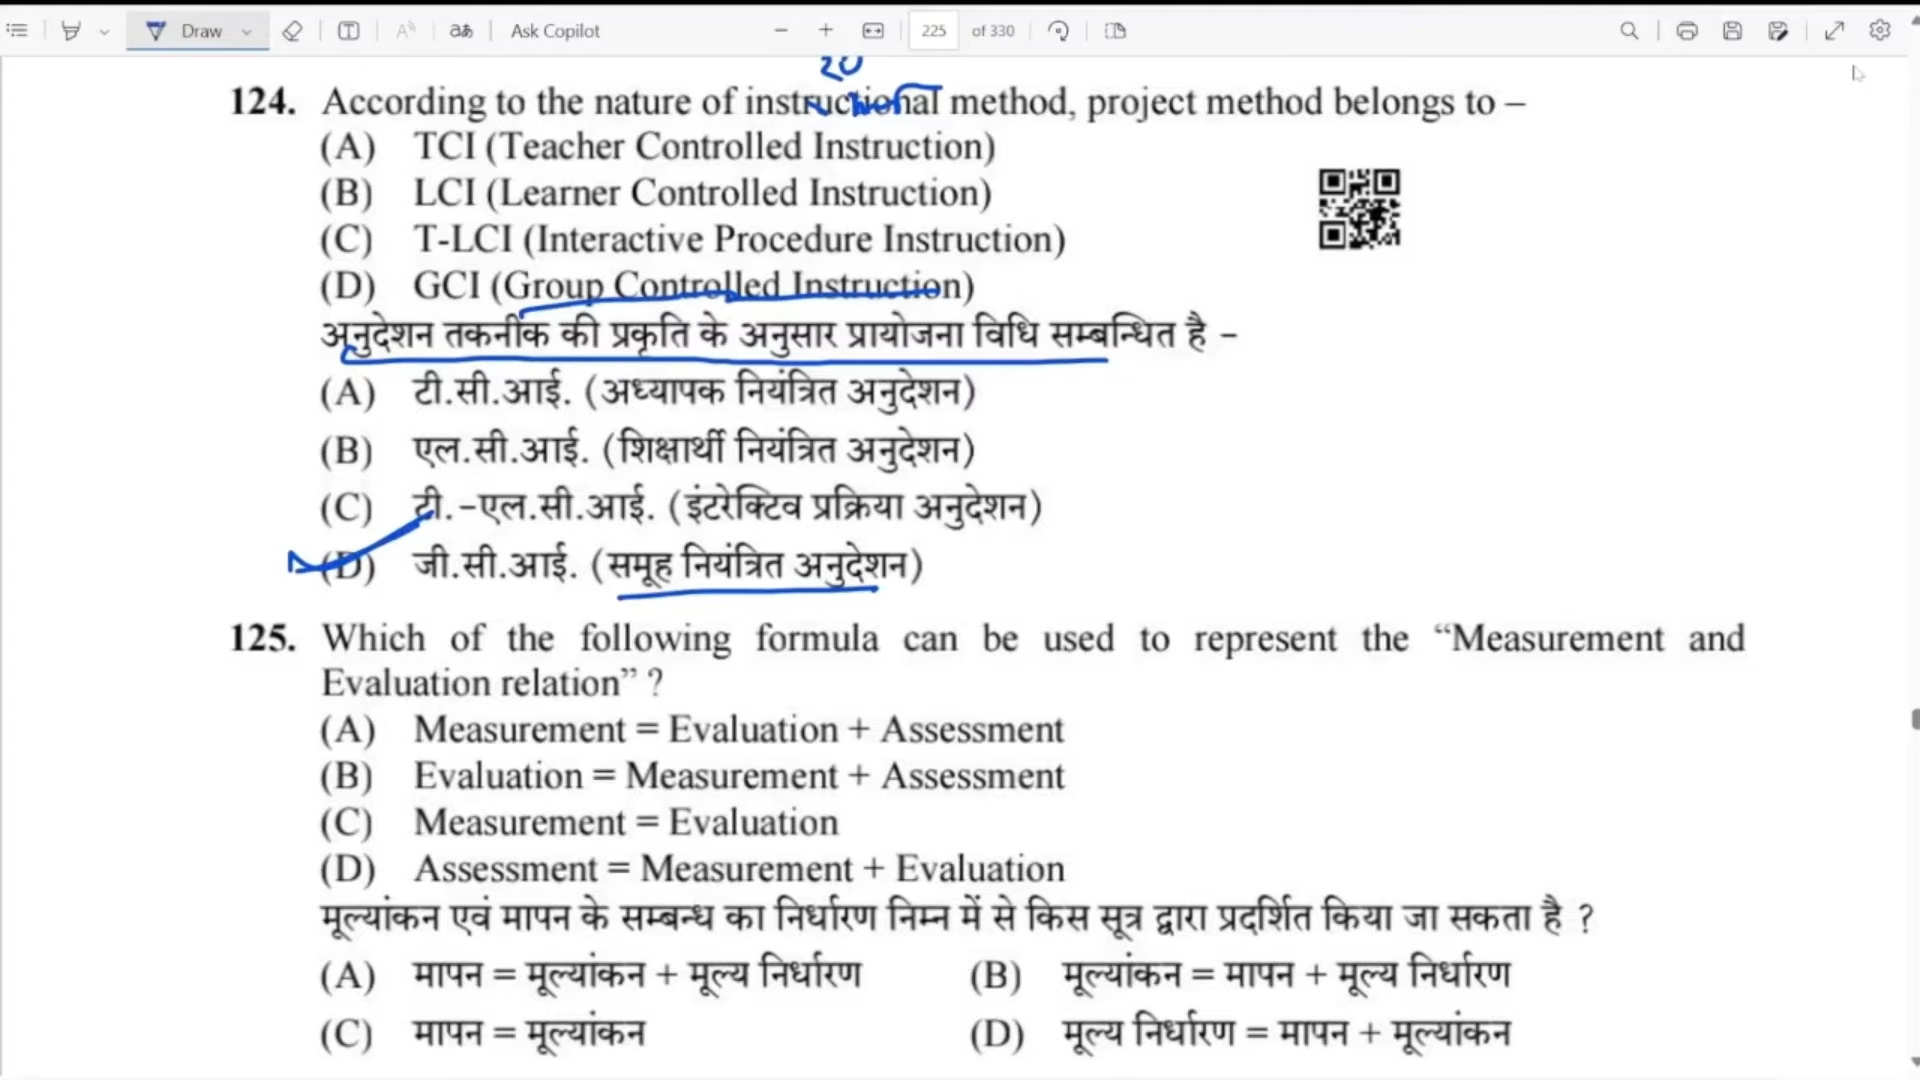 Draw
Ask Copilot
225 of 330
20
124. According to the nature of instructional method, project method belongs to –
(A) TCI (Teacher Controlled Instruction)
(B) LCI (Learner Controlled Instruction)
(C) T-LCI (Interactive Procedure Instruction)
(D) GCI (Group Controlled Instruction)
अनुदेशन तकनीक की प्रकृति के अनुसार प्रायोजना विधि सम्बन्धित है –
(A) टी.सी.आई. (अध्यापक नियंत्रित अनुदेशन)
(B) एल.सी.आई. (शिक्षार्थी नियंत्रित अनुदेशन)
(C) टी.–एल.सी.आई. (इंटरेक्टिव प्रक्रिया अनुदेशन)
(D) जी.सी.आई. (समूह नियंत्रित अनुदेशन)
125. Which of the following formula can be used to represent the “Measurement and
Evaluation relation” ?
(A) Measurement = Evaluation + Assessment
(B) Evaluation = Measurement + Assessment
(C) Measurement = Evaluation
(D) Assessment = Measurement + Evaluation
मूल्यांकन एवं मापन के सम्बन्ध का निर्धारण निम्न में से किस सूत्र द्वारा प्रदर्शित किया जा सकता है ?
(A) मापन = मूल्यांकन + मूल्य निर्धारण (B) मूल्यांकन = मापन + मूल्य निर्धारण
(C) मापन = मूल्यांकन (D) मूल्य निर्धारण = मापन + मूल्यांकन